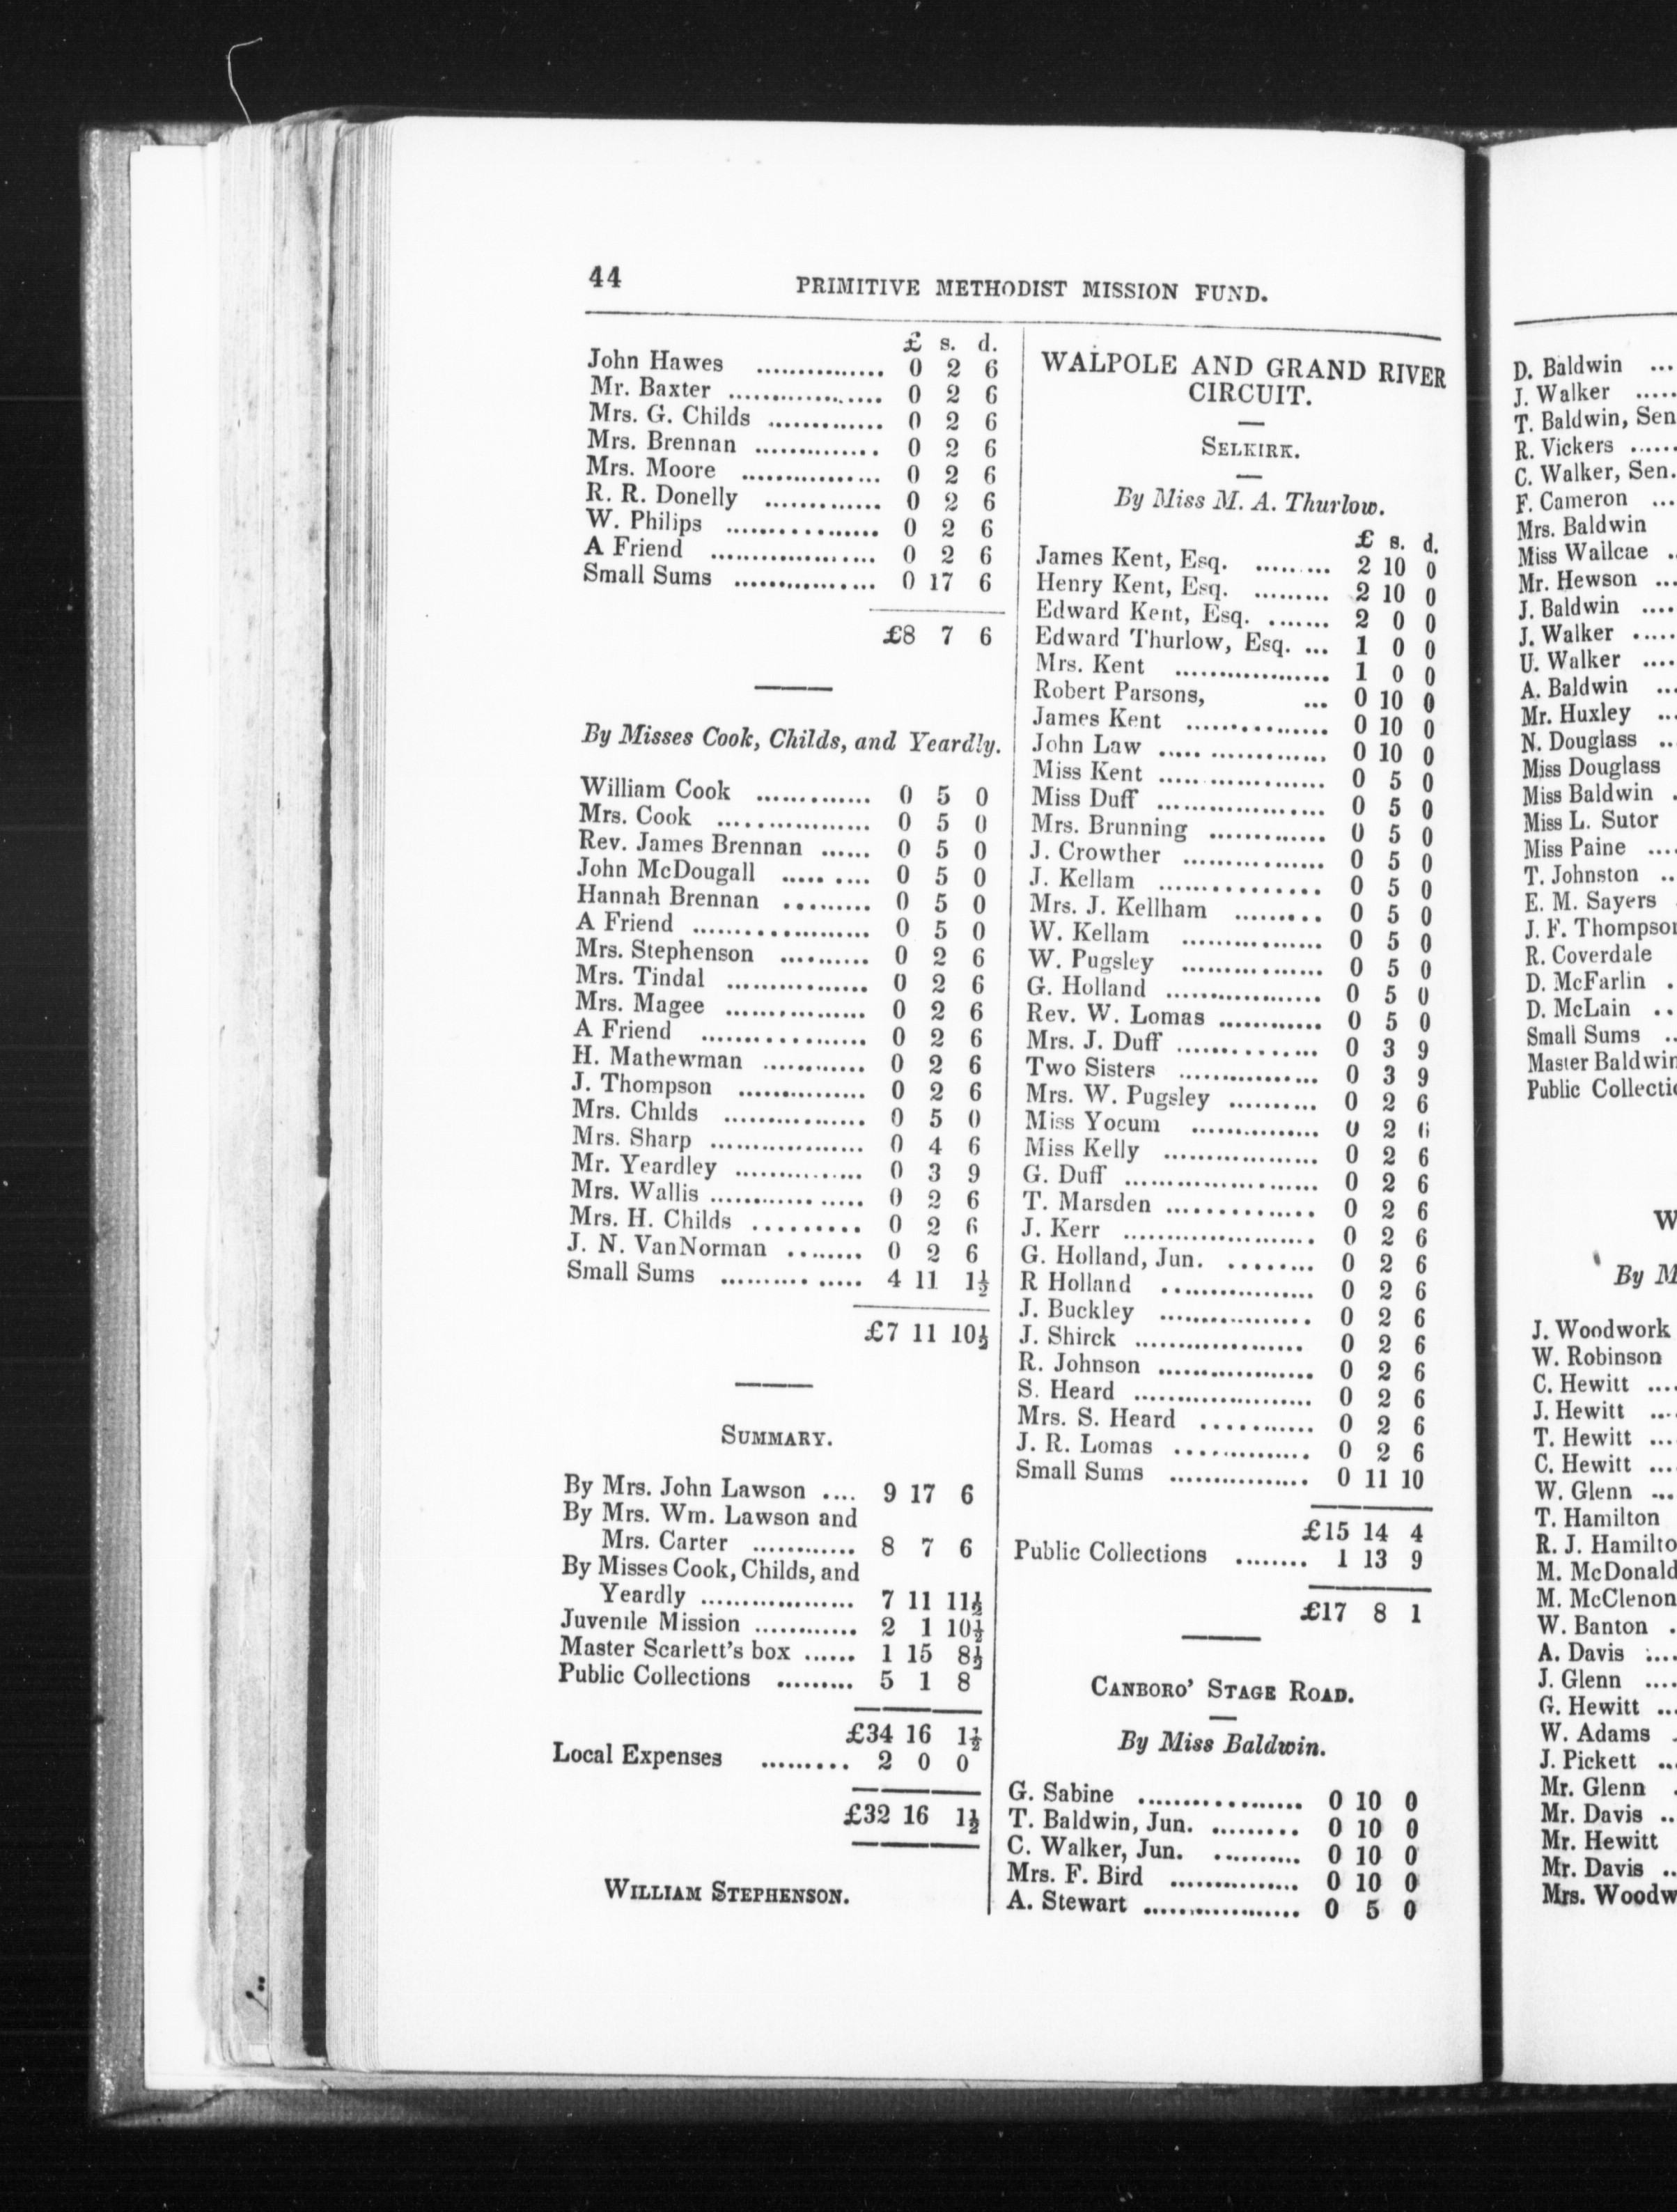 44
PRIMITIVE METHODIST MISSION FUND.
£ s. d.
John Hawes ............... 0 2 6
Mr. Baxter ................. 0 2 6
Mrs. G. Childs ............. 0 2 6
Mrs. Brennan .............. 0 2 6
Mrs. Moore ................ 0 2 6
R. R. Donelly ............. 0 2 6
W. Philips ................. 0 2 6
A Friend ................... 0 2 6
Small Sums ................ 0 17 6
£8 7 6
By Misses Cook, Childs, and Yeardly.
William Cook ............. 0 5 0
Mrs. Cook ................. 0 5 0
Rev. James Brennan ...... 0 5 0
John McDougall ..... .... 0 5 0
Hannah Brennan ......... 0 5 0
A Friend .................... 0 5 0
Mrs. Stephenson .......... 0 2 6
Mrs. Tindal ................ 0 2 6
Mrs. Magee ................ 0 2 6
A Friend ................... 0 2 6
H. Mathewman ............ 0 2 6
J. Thompson ............... 0 2 6
Mrs. Childs ................ 0 5 0
Mrs. Sharp .................. 0 4 6
Mr. Yeardley ............... 0 3 9
Mrs. Wallis ............ ..... 0 2 6
Mrs. H. Childs ......... 0 2 6
J. N. VanNorman ........ 0 2 6
Small Sums .......... ..... 4 11 1½
£7 11 10½
SUMMARY.
By Mrs. John Lawson .... 9 17 6
By Mrs. Wm. Lawson and
Mrs. Carter ............ 8 7 6
By Misses Cook, Childs, and
Yeardly .................. 7 11 11½
Juvenile Mission ............ 2 1 10½
Master Scarlett's box ...... 1 15 8½
Public Collections ......... 5 1 8
£34 16 1½
Local Expenses ......... 2 0 0
£32 16 1½
WILLIAM STEPHENSON.
WALPOLE AND GRAND RIVER
CIRCUIT.
SELKIRK.
By Miss M. A. Thurlow.
£ s. d.
James Kent, Esq. ......... 2 10 0
Henry Kent, Esq. ......... 2 10 0
Edward Kent, Esq. ....... 2 0 0
Edward Thurlow, Esq. ... 1 0 0
Mrs. Kent .................. 1 0 0
Robert Parsons, ... 0 10 0
James Kent ................ 0 10 0
John Law ..... ............. 0 10 0
Miss Kent ..... ............. 0 5 0
Miss Duff ................... 0 5 0
Mrs. Brunning ............. 0 5 0
J. Crowther ................ 0 5 0
J. Kellam .................. 0 5 0
Mrs. J. Kellham ......... 0 5 0
W. Kellam ................ 0 5 0
W. Pugsley ................ 0 5 0
G. Holland .................. 0 5 0
Rev. W. Lomas ............ 0 5 0
Mrs. J. Duff ............... 0 3 9
Two Sisters ................ 0 3 9
Mrs. W. Pugsley .......... 0 2 6
Miss Yocum ............... 0 2 6
Miss Kelly .................. 0 2 6
G. Duff ...................... 0 2 6
T. Marsden .............. 0 2 6
J. Kerr ...................... 0 2 6
G. Holland, Jun. ........ 0 2 6
R Holland ................. 0 2 6
J. Buckley .................. 0 2 6
J. Shirck .................... 0 2 6
R. Johnson .................. 0 2 6
S. Heard .................... 0 2 6
Mrs. S. Heard ........... 0 2 6
J. R. Lomas .............. 0 2 6
Small Sums ................ 0 11 10
£15 14 4
Public Collections ........ 1 13 9
£17 8 1
CANBORO' STAGE ROAD.
By Miss Baldwin.
G. Sabine .................. 0 10 0
T. Baldwin, Jun. ......... 0 10 0
C. Walker, Jun. .......... 0 10 0
Mrs. F. Bird ............... 0 10 0
A. Stewart .................. 0 5 0
D. Baldwin ...
J. Walker .....
T. Baldwin, Sen
R. Vickers ......
C. Walker, Sen.
F. Cameron ...
Mrs. Baldwin
Miss Wailcae .
Mr. Hewson ...
J. Baldwin ....
J. Walker .....
U. Walker ....
A. Baldwin ...
Mr. Huxley ...
N. Douglass ..
Miss Douglass
Miss Baldwin .
Miss L. Sutor
Miss Paine ....
T. Johnston ..
E. M. Sayers
J. F. Thompson
R. Coverdale
D. McFarlin .
D. McLain ..
Small Sums ..
Master Baldwin
Public Collectio
W
By M
J. Woodwork
W. Robinson
C. Hewitt ....
J. Hewitt ....
T. Hewitt ....
C. Hewitt ....
W. Glenn ...
T. Hamilton
R. J. Hamilto
M. McDonald
M. McClenon
W. Banton .
A. Davis ....
J. Glenn ....
G. Hewitt ...
W. Adams .
J. Pickett ...
Mr. Glenn .
Mr. Davis ..
Mr. Hewitt
Mr. Davis ..
Mrs. Woodw